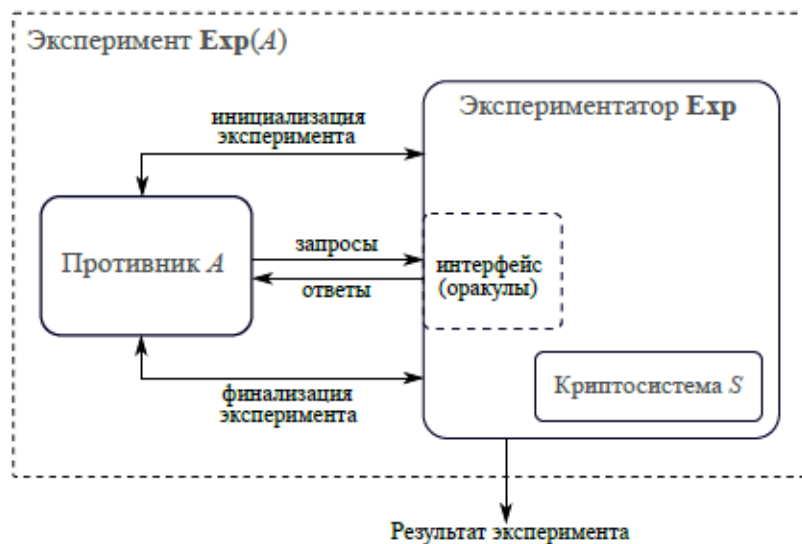 Эксперимент Exp(A)
Экспериментатор Exp
инициализация
эксперимента
Противник A
запросы
ответы
интерфейс
(оракулы)
финализация
эксперимента
Криптосистема S
Результат эксперимента